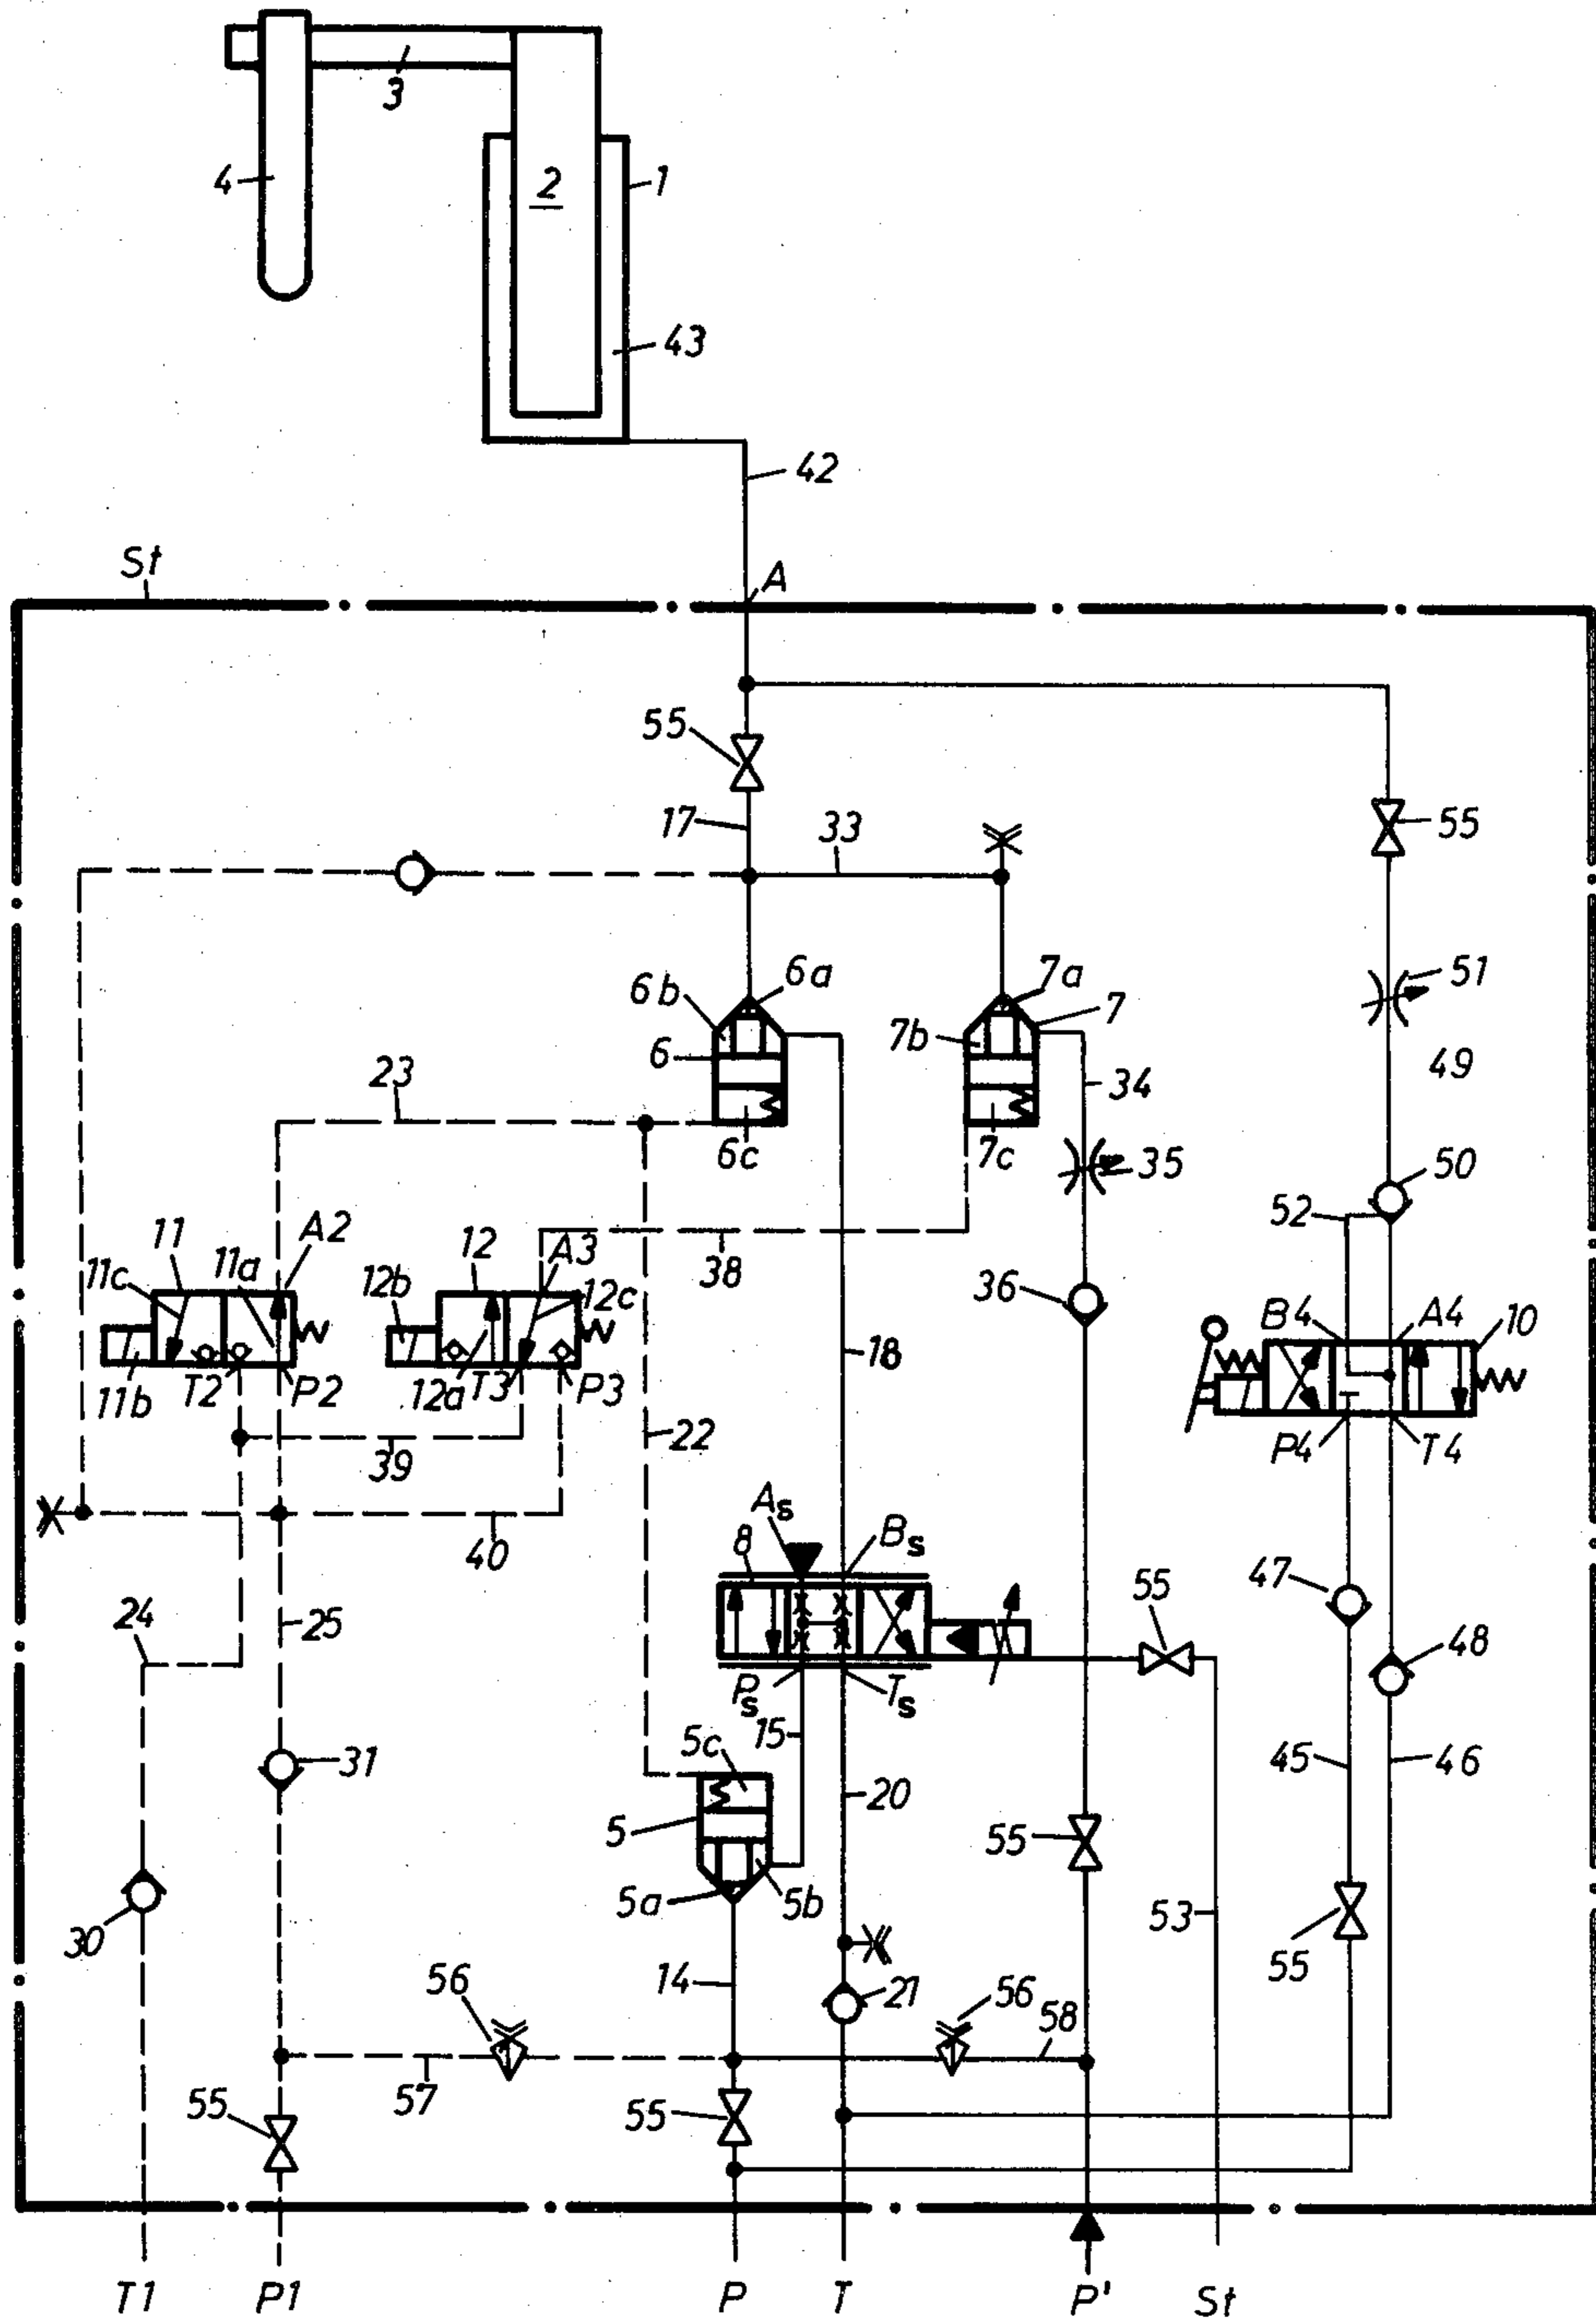 3
4
2
1
43
42
St
A
55
17
33
55
6a
7a
6b
7
51
6
7b
49
23
34
6c
7c
35
50
52
11
11a
A2
12
A3
38
11c
12b
12c
36
B4
A4
10
18
11b
T2
P2
12a
T3
P3
22
39
P4
T4
40
As
8
Bs
47
55
24
25
48
Ps
Ts
15
5c
31
45
46
20
5
55
5a
5b
53
30
14
55
56
21
56
58
57
55
55
T1
P1
P
T
P'
St